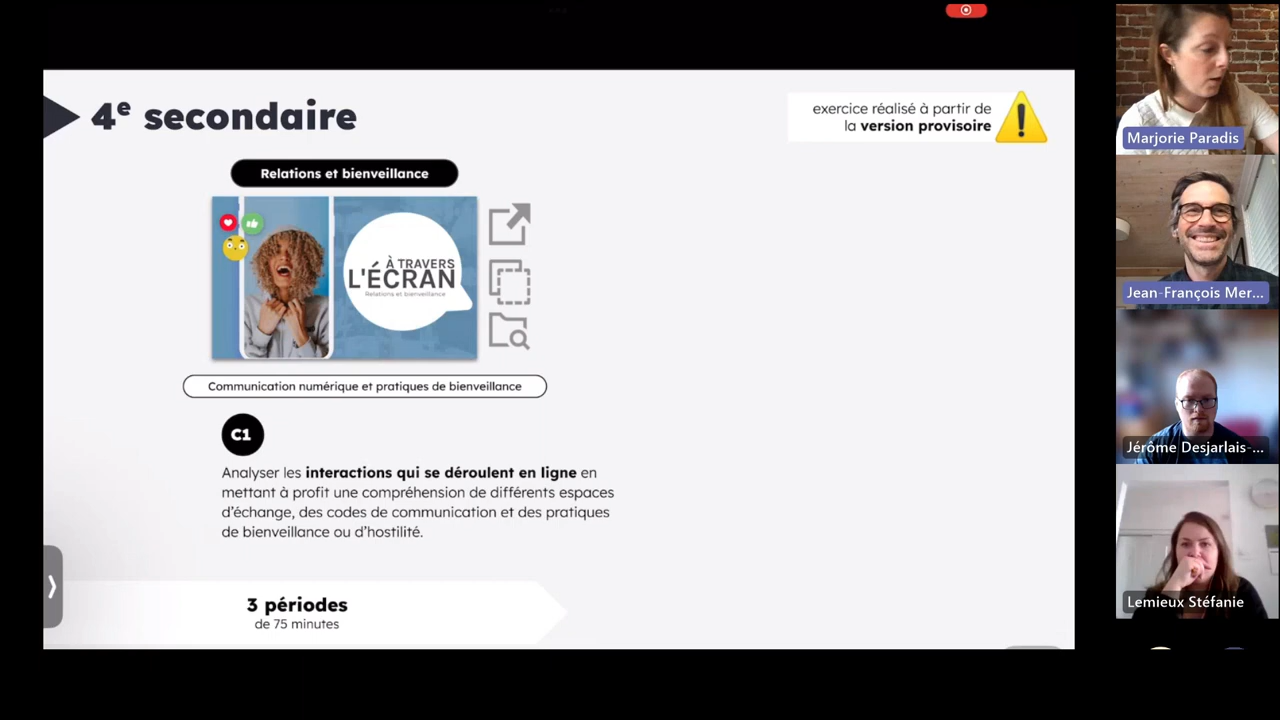 4e secondaire
exercice réalisé à partir de
la version provisoire
Relations et bienveillance
À TRAVERS
L'ÉCRAN
Relations et bienveillance
Communication numérique et pratiques de bienveillance
C1
Analyser les interactions qui se déroulent en ligne en
mettant à profit une compréhension de différents espaces
d'échange, des codes de communication et des pratiques
de bienveillance ou d'hostilité.
3 périodes
de 75 minutes
Marjorie Paradis
Jean-François Mer...
Jérôme Desjarlais-...
Lemieux Stéfanie